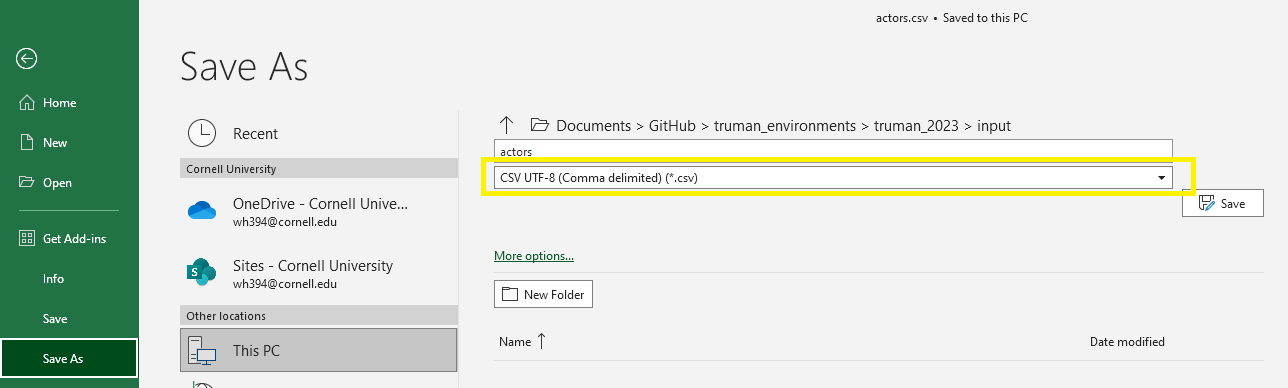 actors.csv • Saved to this PC
Save As
Home
New
Open
Get Add-ins
Info
Save
Save As
Recent
Cornell University
OneDrive - Cornell Unive...
wh394@cornell.edu
Sites - Cornell University
wh394@cornell.edu
Other locations
This PC
Documents > GitHub > truman_environments > truman_2023 > input
actors
CSV UTF-8 (Comma delimited) (*.csv)
Save
More options...
New Folder
Name
Date modified